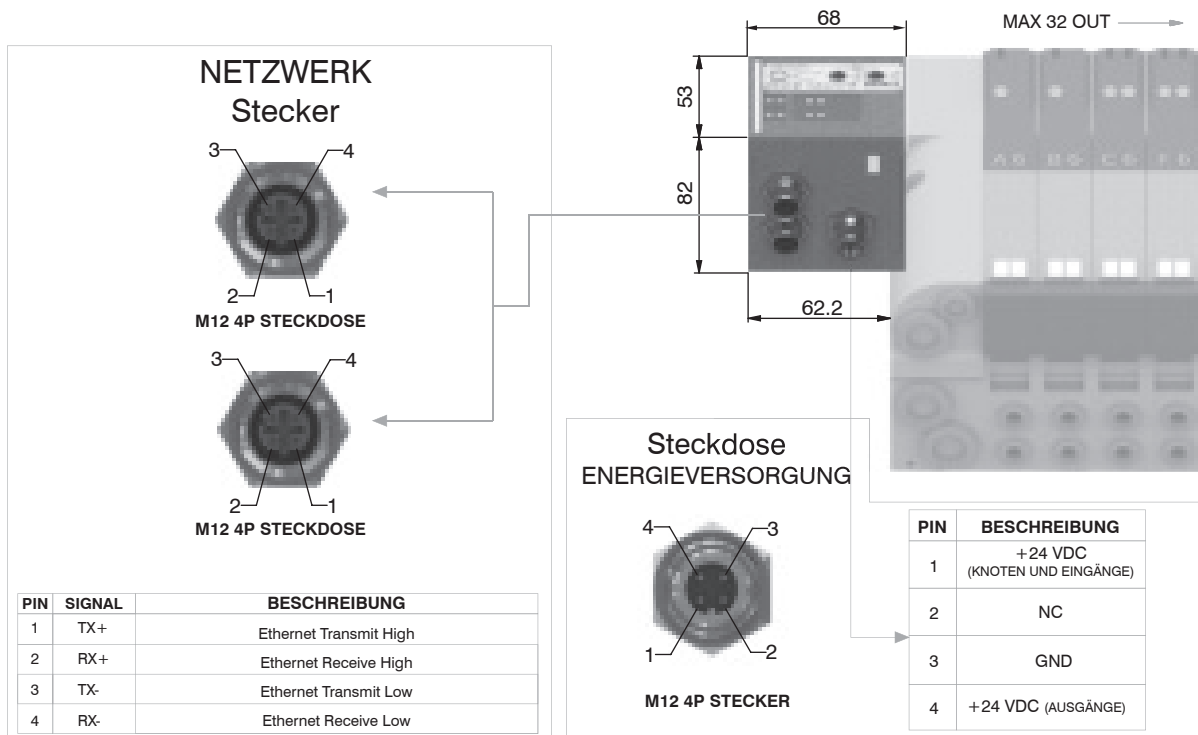 68
MAX 32 OUT
53
82
62.2
NETZWERK
Stecker
3 4
2 1
M12 4P STECKDOSE
3 4
2 1
M12 4P STECKDOSE
PIN SIGNAL BESCHREIBUNG
1 TX+ Ethernet Transmit High
2 RX+ Ethernet Receive High
3 TX- Ethernet Transmit Low
4 RX- Ethernet Receive Low
Steckdose
ENERGIEVERSORGUNG
4 3
1 2
M12 4P STECKER
PIN BESCHREIBUNG
1 +24 VDC
(KNOTEN UND EINGÄNGE)
2 NC
3 GND
4 +24 VDC (AUSGÄNGE)